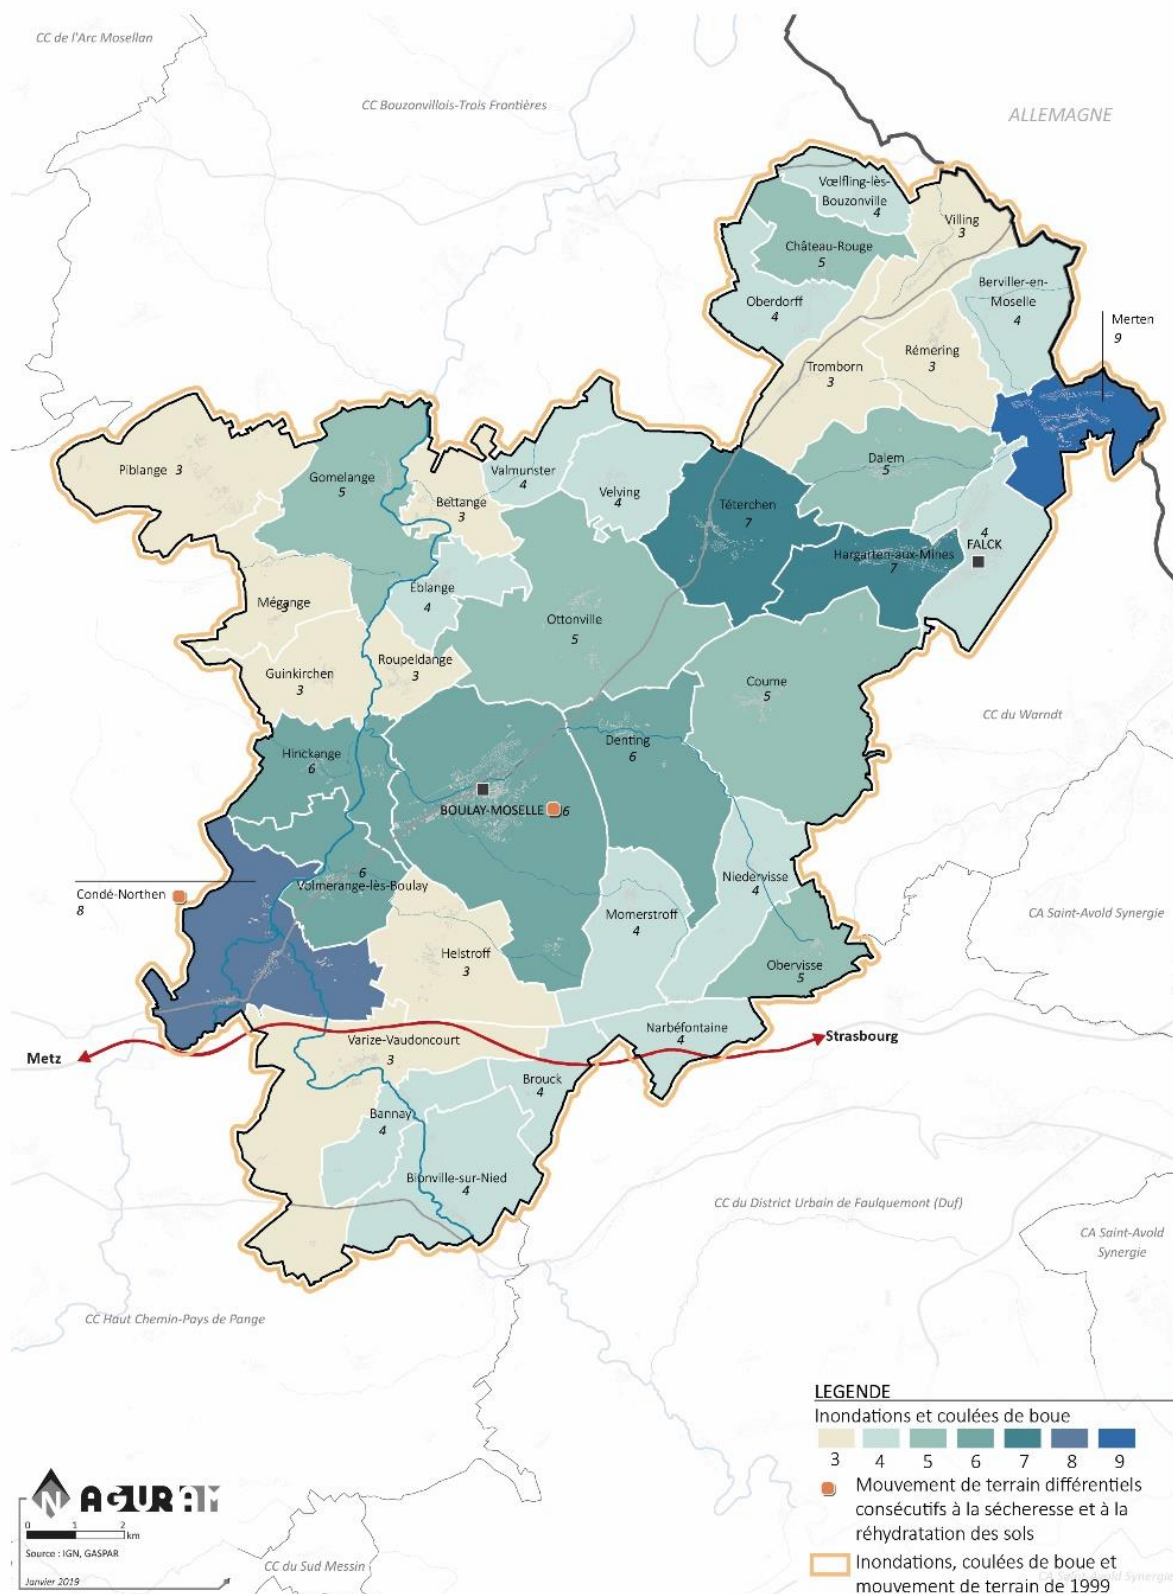 CC de l'Arc Mosellan
CC Bouzonvillois-Trois Frontières
ALLEMAGNE
Vœlfling-lès-
Bouzonville
4
Villing
3
Château-Rouge
5
Berviller-en-
Moselle
4
Oberdorff
4
Merten
9
Rémering
3
Tromborn
3
Piblange 3
Gomelange
5
Valmunster
4
Dalem
5
Bettange
3
Velving
4
Téterchen
7
4
FALCK
Hargarten-aux-Mines
7
Éblange
4
Mégange
3
Ottonville
5
Roupeldange
3
Guinkirchen
3
Coume
5
CC du Warndt
Denting
6
Hinckange
6
BOULAY-MOSELLE 6
6
Volmerange-lès-Boulay
Niedervisse
4
Condé-Northen
8
Momerstroff
4
CA Saint-Avold Synergie
Helstroff
3
Obervisse
5
Narbéfontaine
4
Strasbourg
Varize-Vaudoncourt
3
Metz
Brouck
4
Bannay
4
Bionville-sur-Nied
4
CC du District Urbain de Faulquemont (Duf)
CA Saint-Avold
Synergie
CC Haut Chemin-Pays de Pange
LEGENDE
Inondations et coulées de boue
3 4 5 6 7 8 9
Mouvement de terrain différentiels
consécutifs à la sécheresse et à la
réhydratation des sols
Inondations, coulées de boue et
mouvement de terrain de 1999
CA Saint-Avold Synergie
N AGURAM
0 1 2
km
Source : IGN, GASPAR
Janvier 2019
CC du Sud Messin